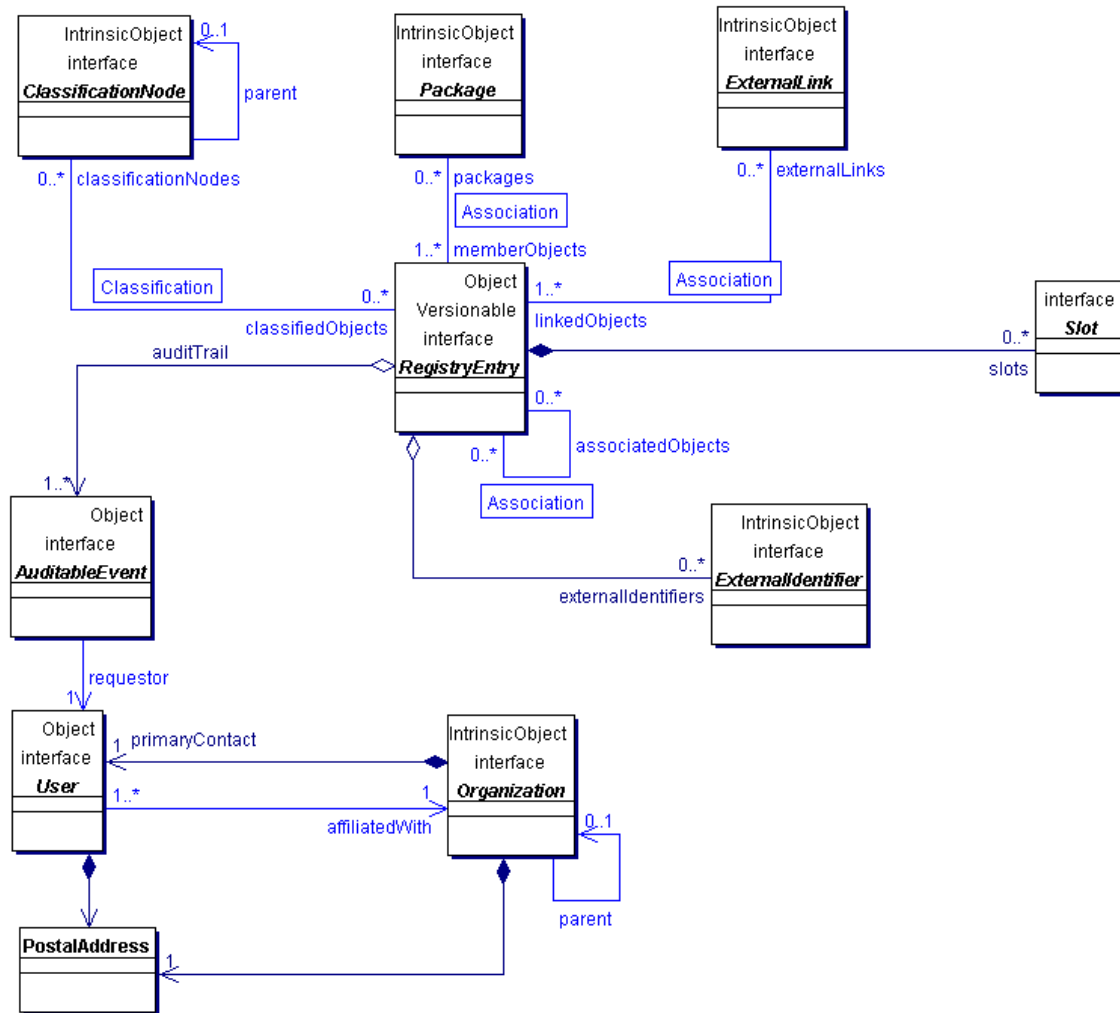 IntrinsicObject
interface
ClassificationNode
0..1
parent
0..*
classificationNodes
IntrinsicObject
interface
Package
0..*
packages
Association
1..*
memberObjects
IntrinsicObject
interface
ExternalLink
0..*
externalLinks
Association
1..*
linkedObjects
Classification
0..*
classifiedObjects
Object
Versionable
interface
RegistryEntry
interface
Slot
0..*
slots
auditTrail
1..*
0..*
associatedObjects
0..*
Association
Object
interface
AuditableEvent
IntrinsicObject
interface
ExternalIdentifier
0..*
externalIdentifiers
requestor
1
Object
interface
User
1
primaryContact
1..*
1
affiliatedWith
IntrinsicObject
interface
Organization
0..1
parent
PostalAddress
1